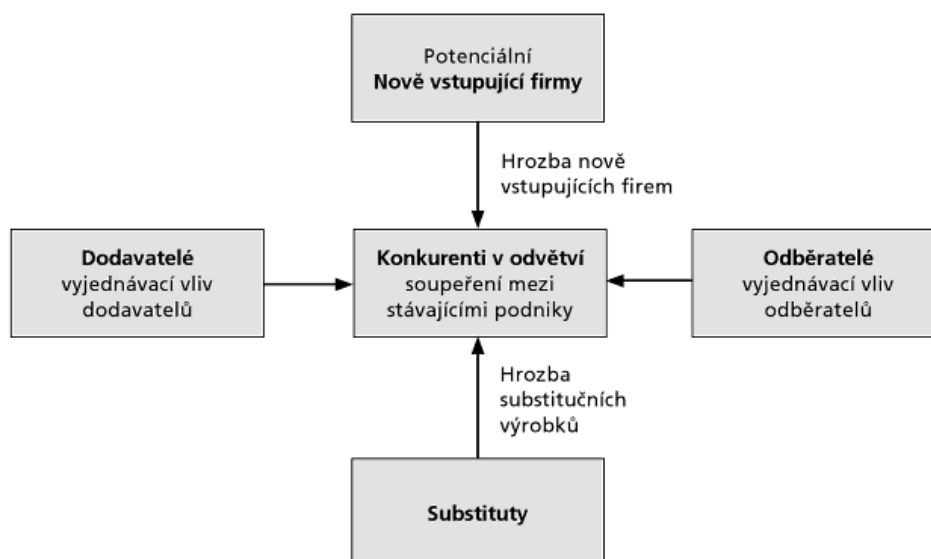 Potenciální
Nově vstupující firmy
Hrozba nově
vstupujících firem
Dodavatelé
vyjednávací vliv
dodavatelů
Konkurenti v odvětví
soupeření mezi
stávajícími podniky
Odběratelé
vyjednávací vliv
odběratelů
Hrozba
substitučních
výrobků
Substituty